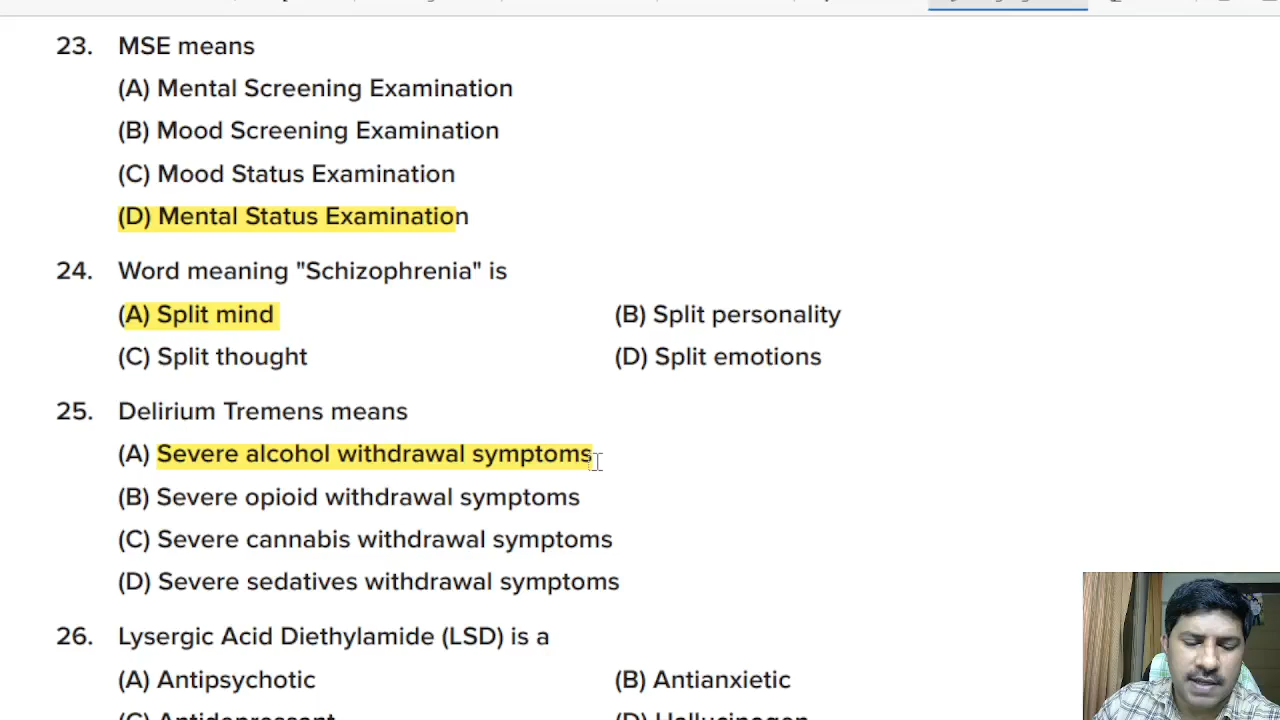 23. MSE means
(A) Mental Screening Examination
(B) Mood Screening Examination
(C) Mood Status Examination
(D) Mental Status Examination
24. Word meaning "Schizophrenia" is
(A) Split mind (B) Split personality
(C) Split thought (D) Split emotions
25. Delirium Tremens means
(A) Severe alcohol withdrawal symptoms
(B) Severe opioid withdrawal symptoms
(C) Severe cannabis withdrawal symptoms
(D) Severe sedatives withdrawal symptoms
26. Lysergic Acid Diethylamide (LSD) is a
(A) Antipsychotic (B) Antianxietic
(C) Antidepressant (D) Hallucinogen